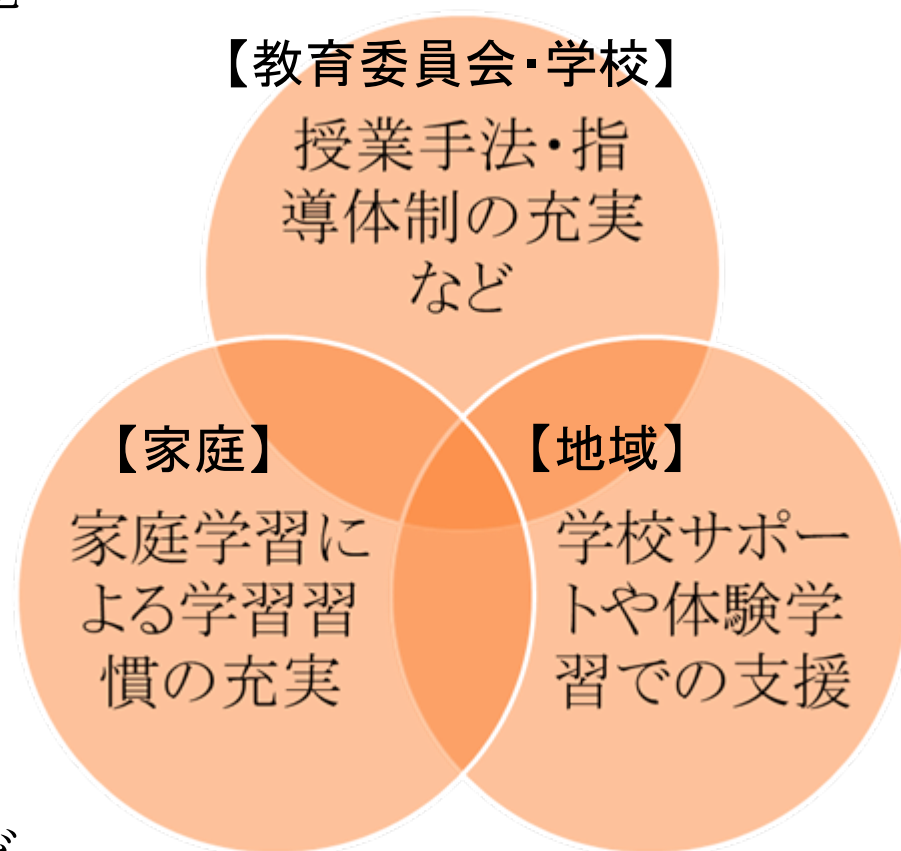 【教育委員会・学校】
授業手法・指
導体制の充実
など
【家庭】
家庭学習に
よる学習習
慣の充実
【地域】
学校サポー
トや体験学
習での支援